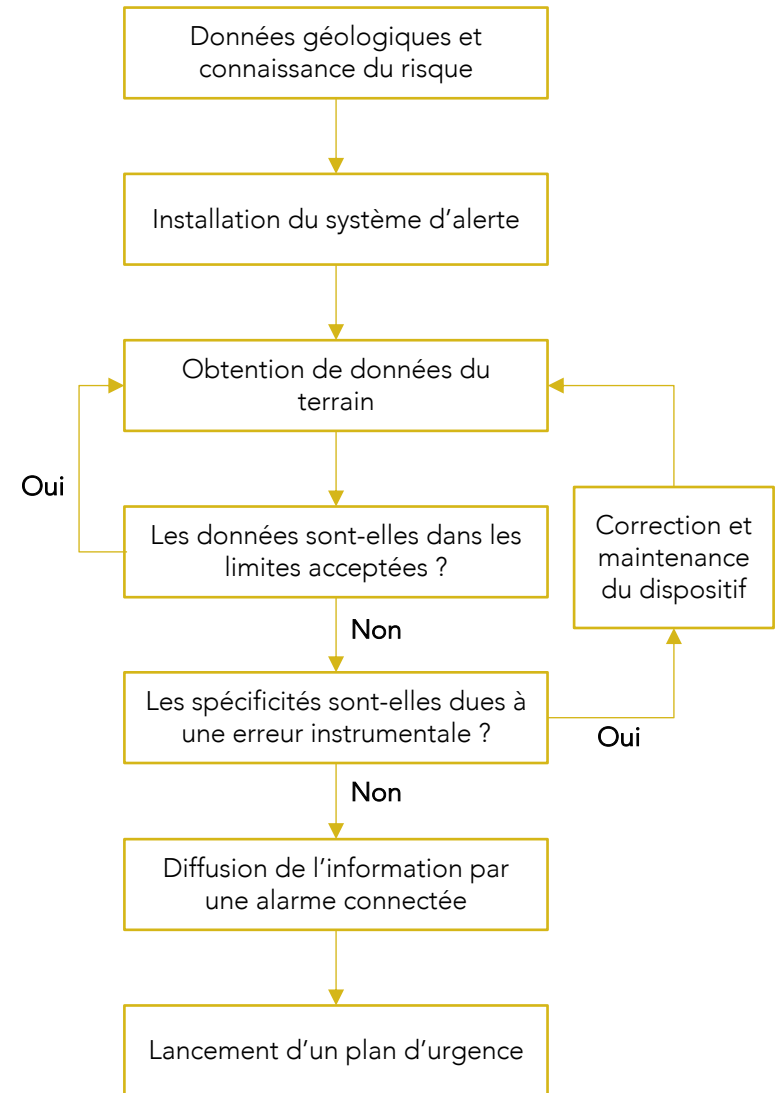 Données géologiques et
connaissance du risque
Installation du système d’alerte
Obtention de données du
terrain
Oui
Les données sont-elles dans les
limites acceptées ?
Correction et
maintenance
du dispositif
Non
Les spécificités sont-elles dues à
une erreur instrumentale ?
Oui
Non
Diffusion de l’information par
une alarme connectée
Lancement d’un plan d’urgence